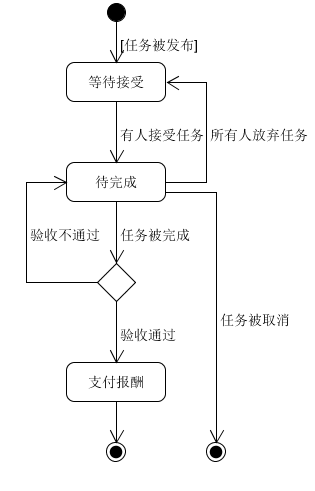 [任务被发布]
等待接受
有人接受任务
所有人放弃任务
待完成
验收不通过
任务被完成
任务被取消
验收通过
支付报酬